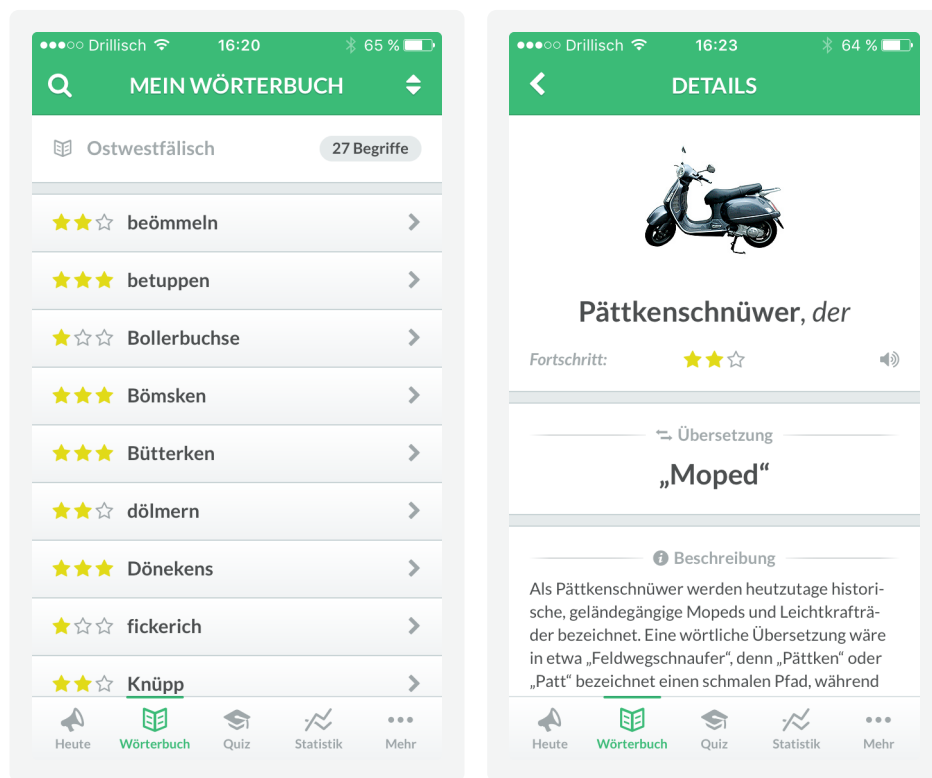 Drillisch 16:20 65 %
MEIN WÖRTERBUCH
Ostwestfälisch 27 Begriffe
beömmeln
betuppen
Bollerbuchse
Bömsken
Bütterken
dölmern
Dönekens
fickerich
Knüpp
Heute Wörterbuch Quiz Statistik Mehr
Drillisch 16:23 64 %
DETAILS
Pättkenschnüwer, der
Fortschritt:
Übersetzung
„Moped“
Beschreibung
Als Pättkenschnüwer werden heutzutage histori-
sche, geländegängige Mopeds und Leichtkrafträ-
der bezeichnet. Eine wörtliche Übersetzung wäre
in etwa „Feldwegschnaufer“, denn „Pättken“ oder
„Patt“ bezeichnet einen schmalen Pfad, während
Heute Wörterbuch Quiz Statistik Mehr